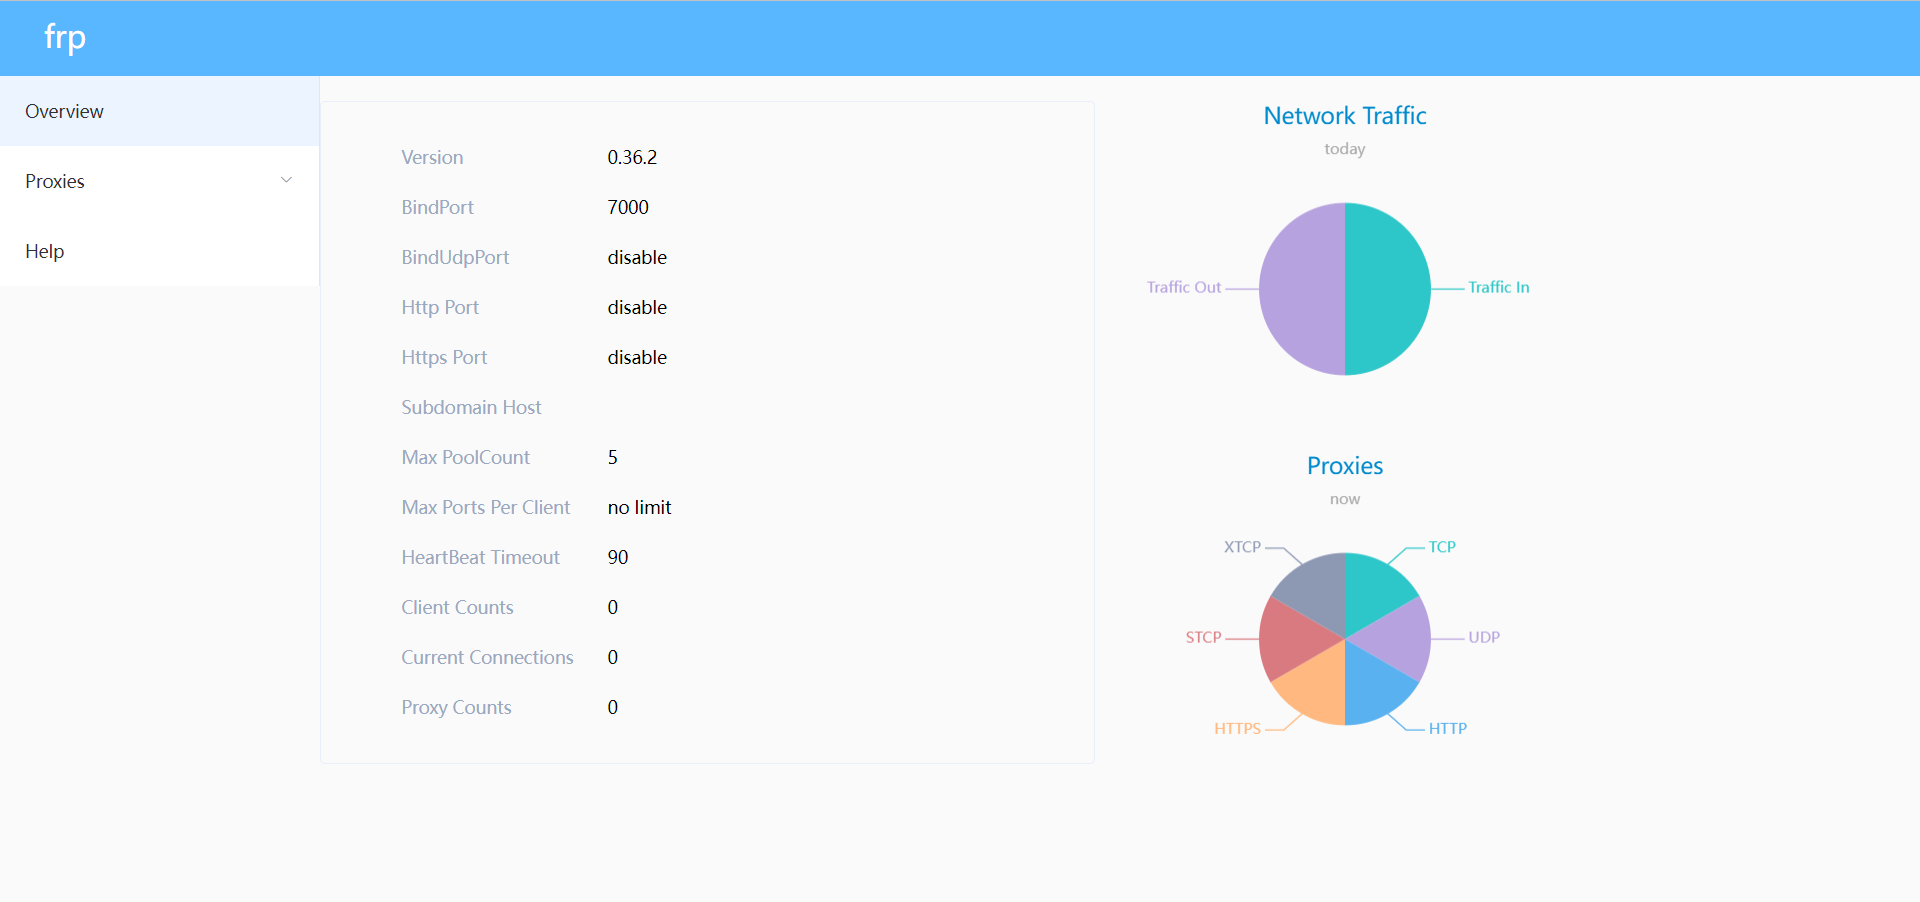 frp
Overview
Proxies
Help
Version 0.36.2
BindPort 7000
BindUdpPort disable
Http Port disable
Https Port disable
Subdomain Host
Max PoolCount 5
Max Ports Per Client no limit
HeartBeat Timeout 90
Client Counts 0
Current Connections 0
Proxy Counts 0
Network Traffic
today
Traffic Out Traffic In
Proxies
now
XTCP TCP
STCP UDP
HTTPS HTTP